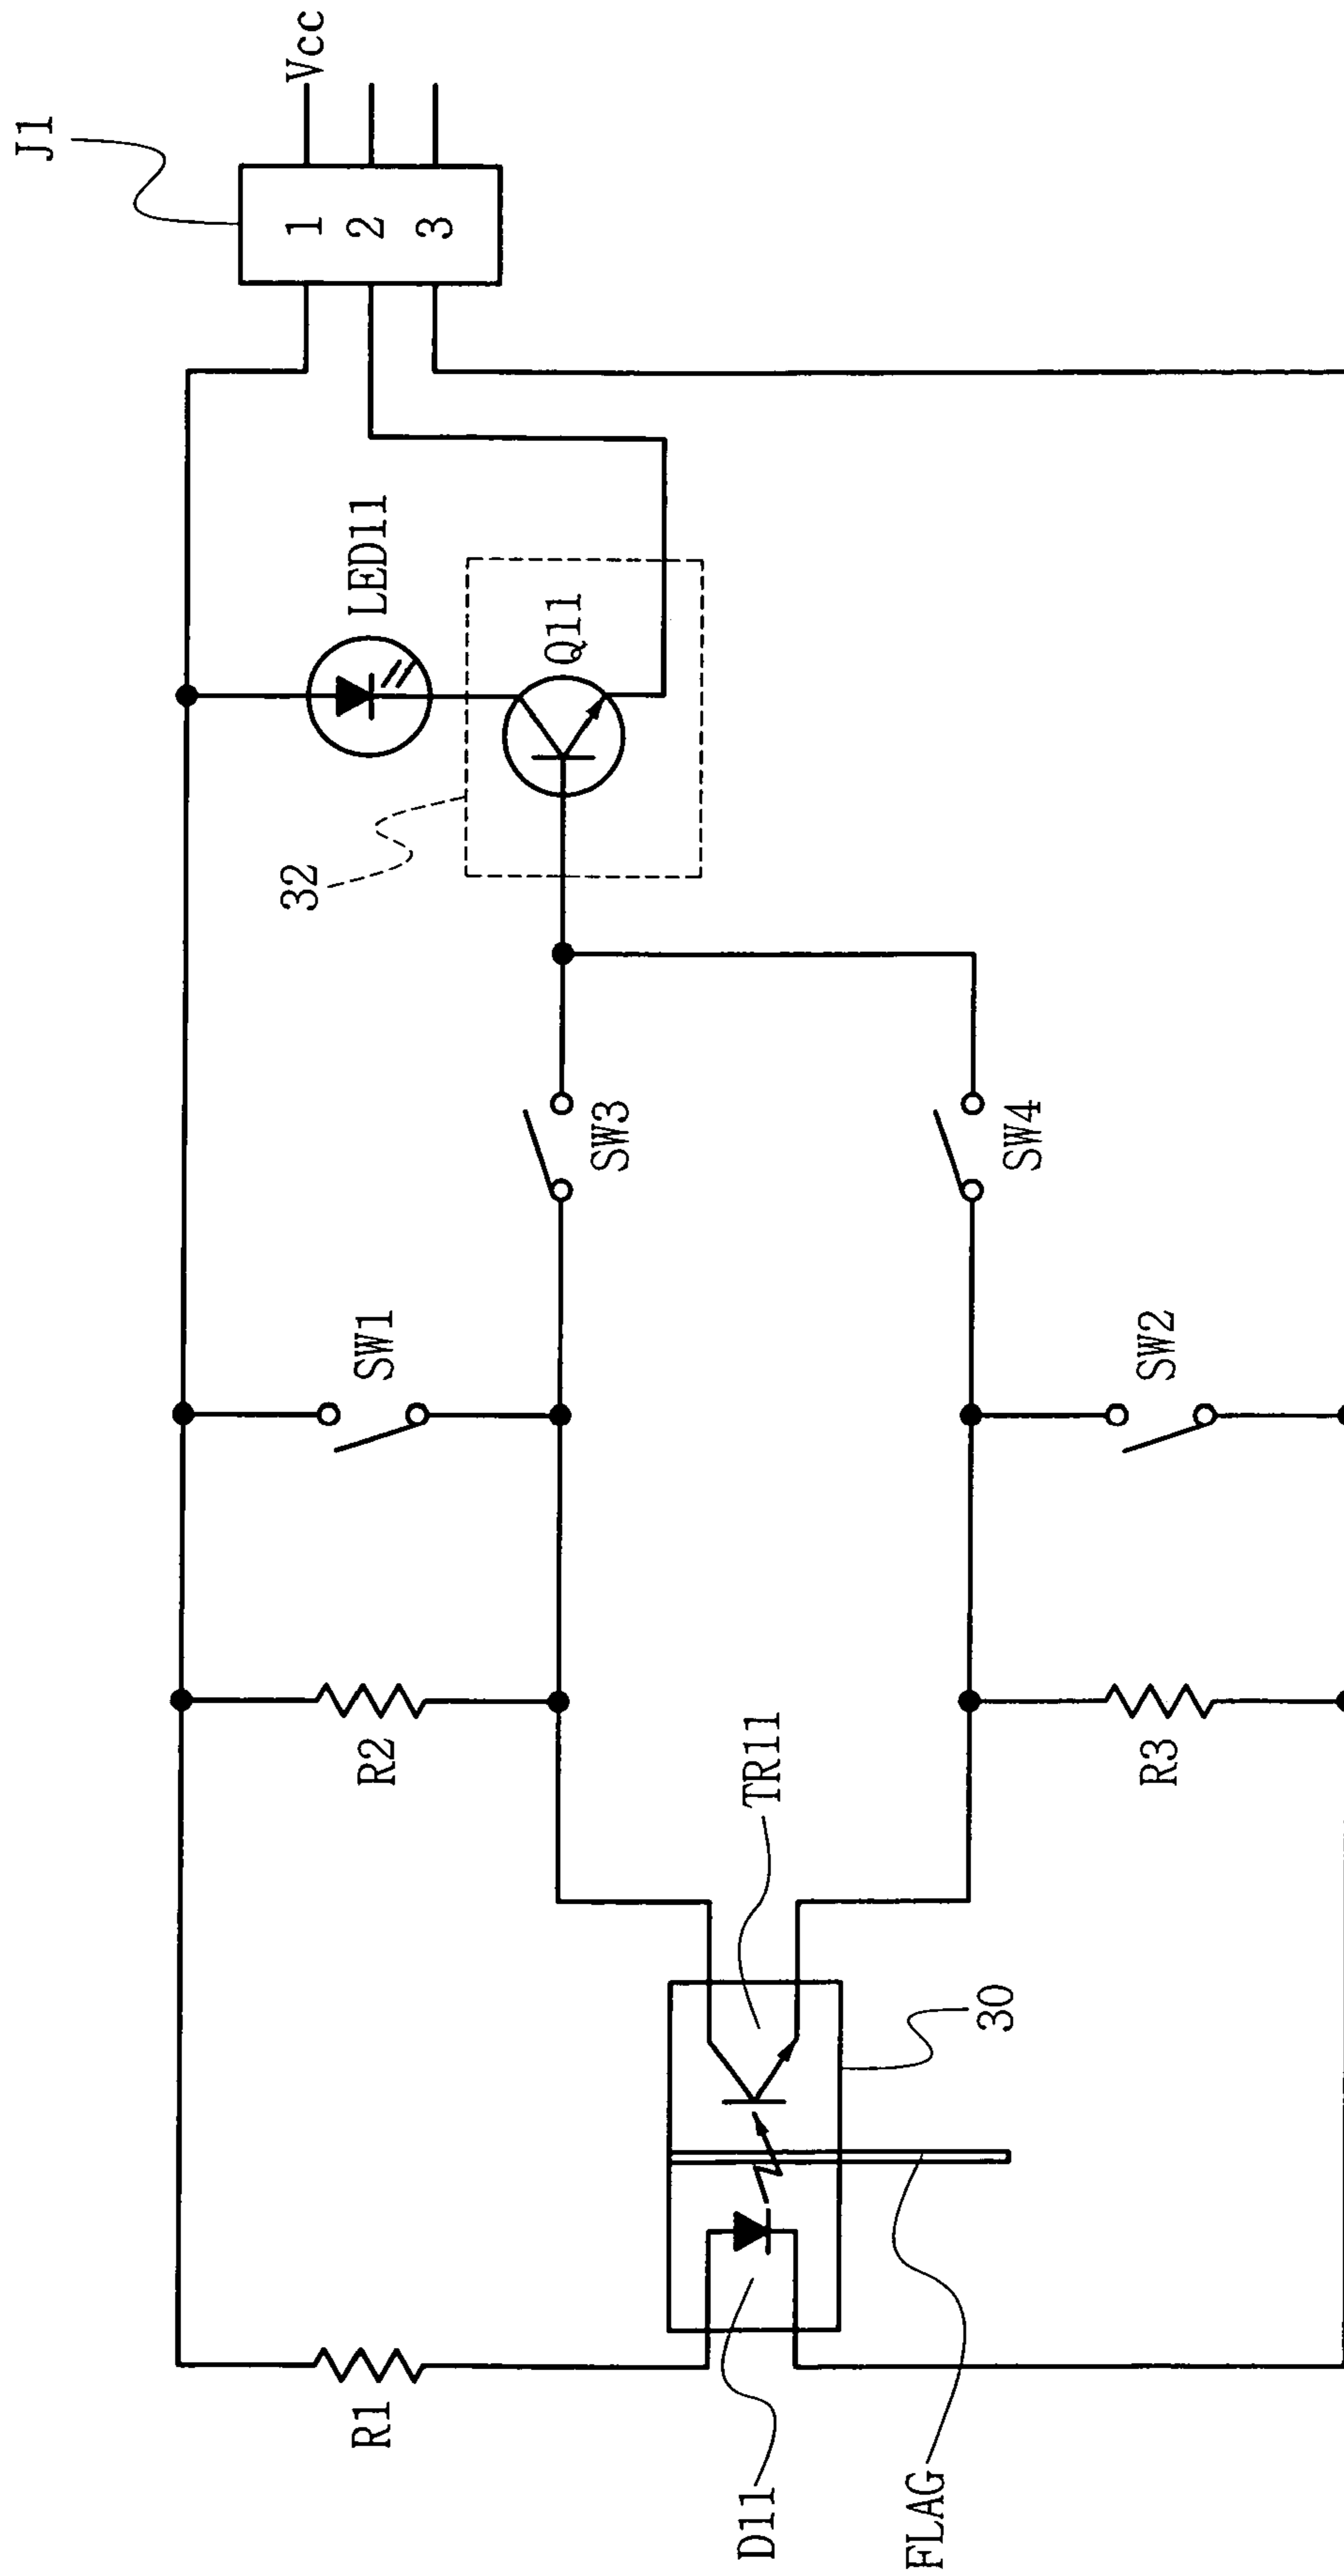 J1
Vcc
1
2
3
LED11
Q11
32
SW3
SW4
SW1
SW2
R2
TR11
R3
30
R1
D11
FLAG